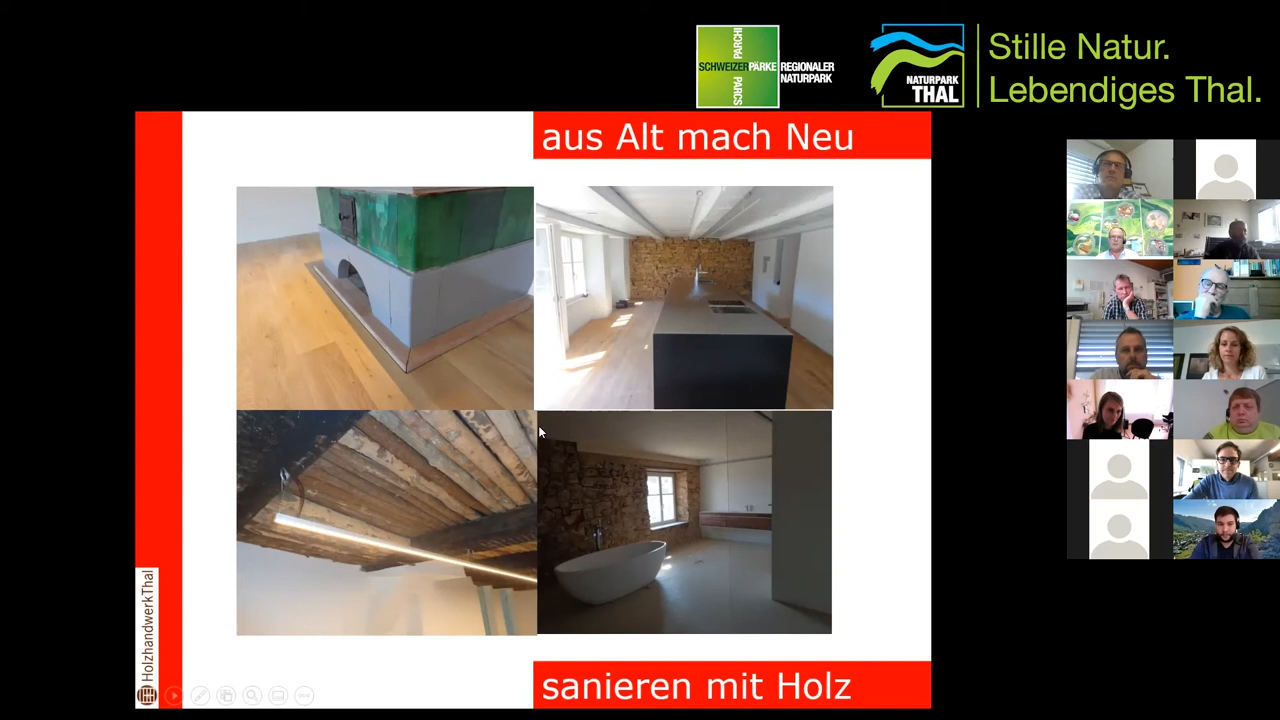 PARCHI
SCHWEIZER PÄRKE
PARCS
REGIONALER
NATURPARK
NATURPARK
THAL
Stille Natur.
Lebendiges Thal.
aus Alt mach Neu
HolzhandwerkThal
sanieren mit Holz